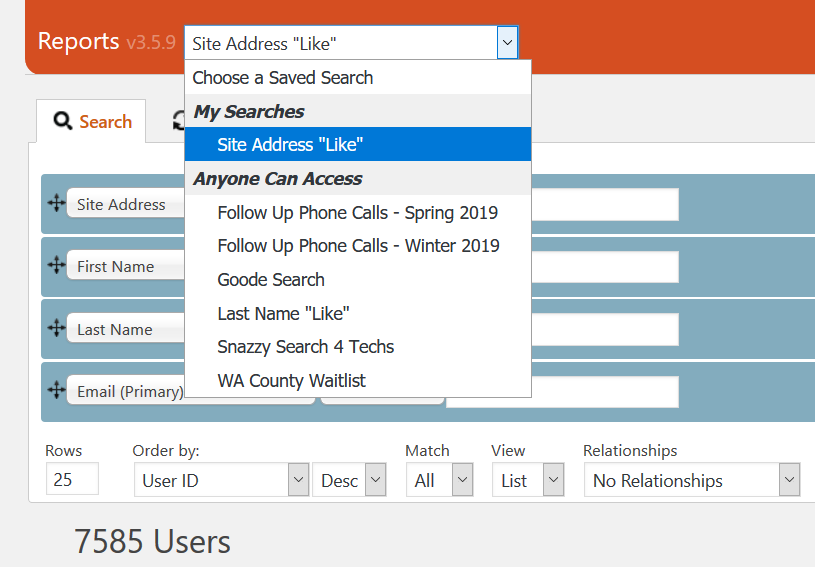 Reports v3.5.9
Site Address "Like"
Choose a Saved Search
My Searches
Site Address "Like"
Anyone Can Access
Follow Up Phone Calls - Spring 2019
Follow Up Phone Calls - Winter 2019
Goode Search
Last Name "Like"
Snazzy Search 4 Techs
WA County Waitlist
Search
Site Address
First Name
Last Name
Email (Primary)
Rows Order by: Match View Relationships
25 User ID Desc All List No Relationships
7585 Users